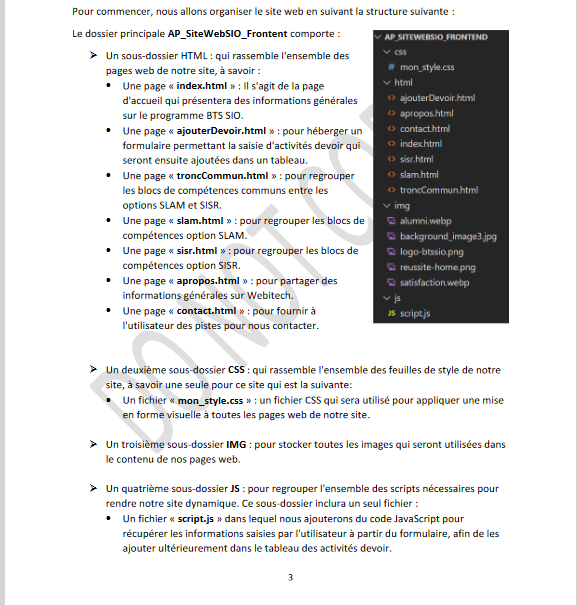 Pour commencer, nous allons organiser le site web en suivant la structure suivante :
Le dossier principale AP_SiteWebSIO_Frontent comporte :
➢ Un sous-dossier HTML : qui rassemble l'ensemble des
pages web de notre site, à savoir :
• Une page « index.html » : Il s'agit de la page
d'accueil qui présentera des informations générales
sur le programme BTS SIO.
• Une page « ajouterDevoir.html » : pour héberger un
formulaire permettant la saisie d'activités devoir qui
seront ensuite ajoutées dans un tableau.
• Une page « troncCommun.html » : pour regrouper
les blocs de compétences communs entre les
options SLAM et SISR.
• Une page « slam.html » : pour regrouper les blocs de
compétences option SLAM.
• Une page « sisr.html » : pour regrouper les blocs de
compétences option SISR.
• Une page « apropos.html » : pour partager des
informations générales sur Webitech.
• Une page « contact.html » : pour fournir à
l'utilisateur des pistes pour nous contacter.
AP_SITEWEBSIO_FRONTEND
css
# mon_style.css
html
<> ajouterDevoir.html
<> apropos.html
<> contact.html
<> index.html
<> sisr.html
<> slam.html
<> troncCommun.html
img
alumni.webp
background_image3.jpg
logo-btssio.png
reussite-home.png
satisfaction.webp
js
JS script.js
➢ Un deuxième sous-dossier CSS : qui rassemble l'ensemble des feuilles de style de notre
site, à savoir une seule pour ce site qui est la suivante:
• Un fichier « mon_style.css » : un fichier CSS qui sera utilisé pour appliquer une mise
en forme visuelle à toutes les pages web de notre site.
➢ Un troisième sous-dossier IMG : pour stocker toutes les images qui seront utilisées dans
le contenu de nos pages web.
➢ Un quatrième sous-dossier JS : pour regrouper l'ensemble des scripts nécessaires pour
rendre notre site dynamique. Ce sous-dossier inclura un seul fichier :
• Un fichier « script.js » dans lequel nous ajouterons du code JavaScript pour
récupérer les informations saisies par l'utilisateur à partir du formulaire, afin de les
ajouter ultérieurement dans le tableau des activités devoir.
3
DO NOT CO